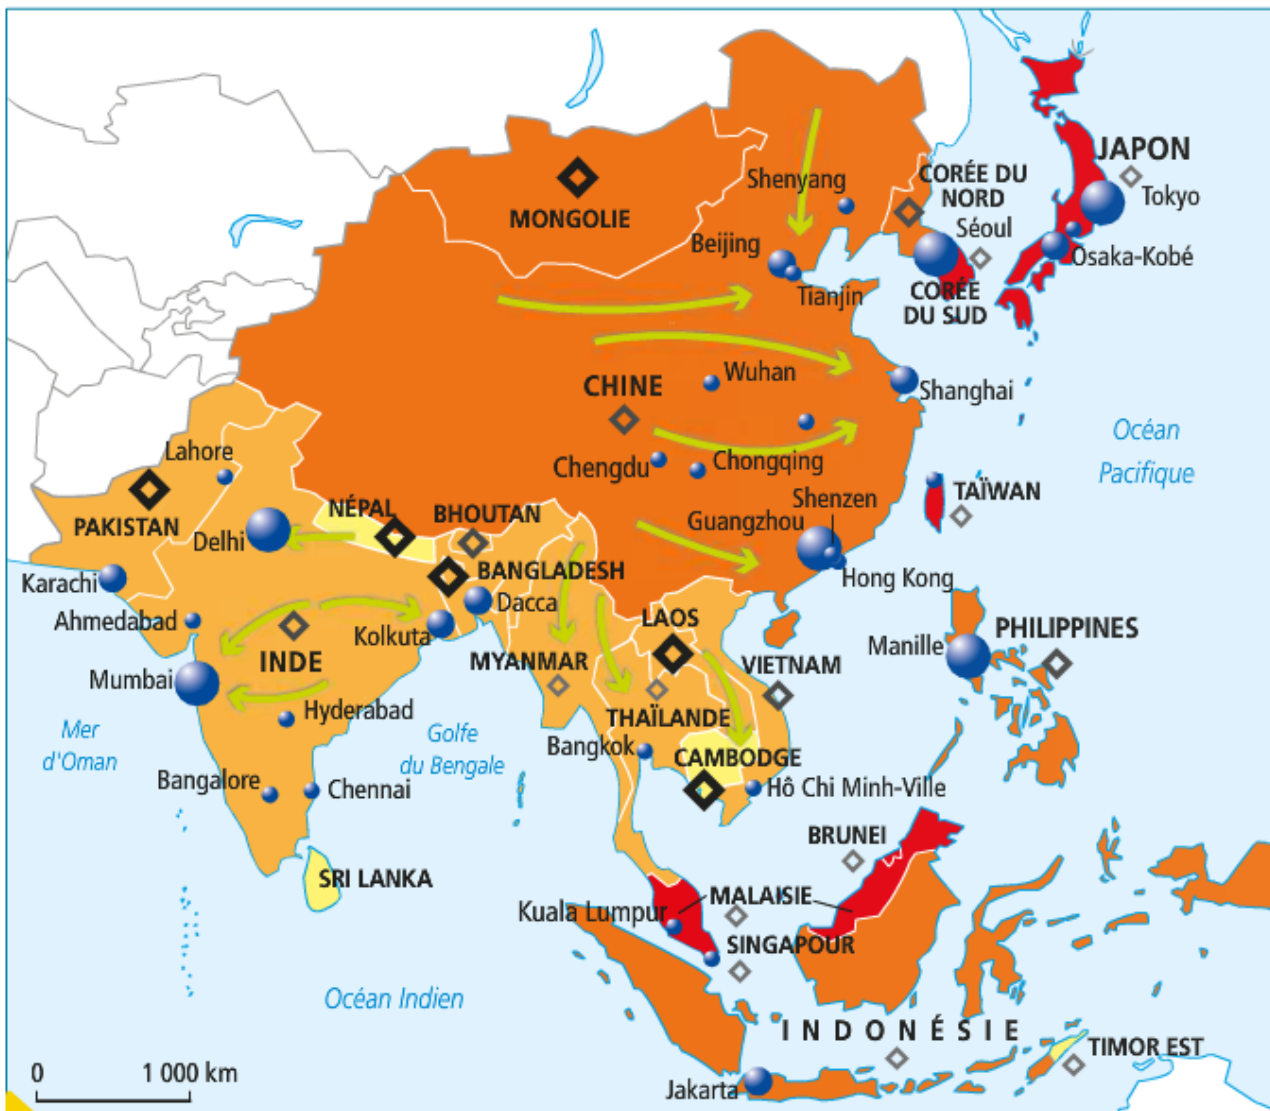 JAPON
CORÉE DU
NORD
Shenyang
Tokyo
MONGOLIE
Séoul
Beijing
Osaka-Kobé
Tianjin
CORÉE
DU SUD
Wuhan
CHINE
Shanghai
Océan
Pacifique
Lahore
Chengdu
Chongqing
TAÏWAN
Shenzen
NÉPAL
BHOUTAN
Guangzhou
PAKISTAN
Delhi
Karachi
BANGLADESH
Hong Kong
Dacca
Ahmedabad
Kolkuta
LAOS
PHILIPPINES
Manille
INDE
MYANMAR
VIETNAM
Mumbai
Hyderabad
THAÏLANDE
Mer
d'Oman
Golfe
du Bengale
Bangkok
CAMBODGE
Bangalore
Chennai
Hô Chi Minh-Ville
BRUNEI
SRI LANKA
MALAISIE
Kuala Lumpur
SINGAPOUR
Océan Indien
INDONÉSIE
TIMOR EST
0 1 000 km
Jakarta